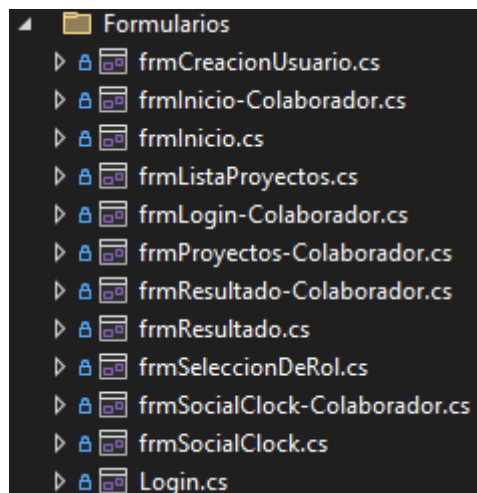 Formularios
frmCreacionUsuario.cs
frmInicio-Colaborador.cs
frmInicio.cs
frmListaProyectos.cs
frmLogin-Colaborador.cs
frmProyectos-Colaborador.cs
frmResultado-Colaborador.cs
frmResultado.cs
frmSeleccionDeRol.cs
frmSocialClock-Colaborador.cs
frmSocialClock.cs
Login.cs